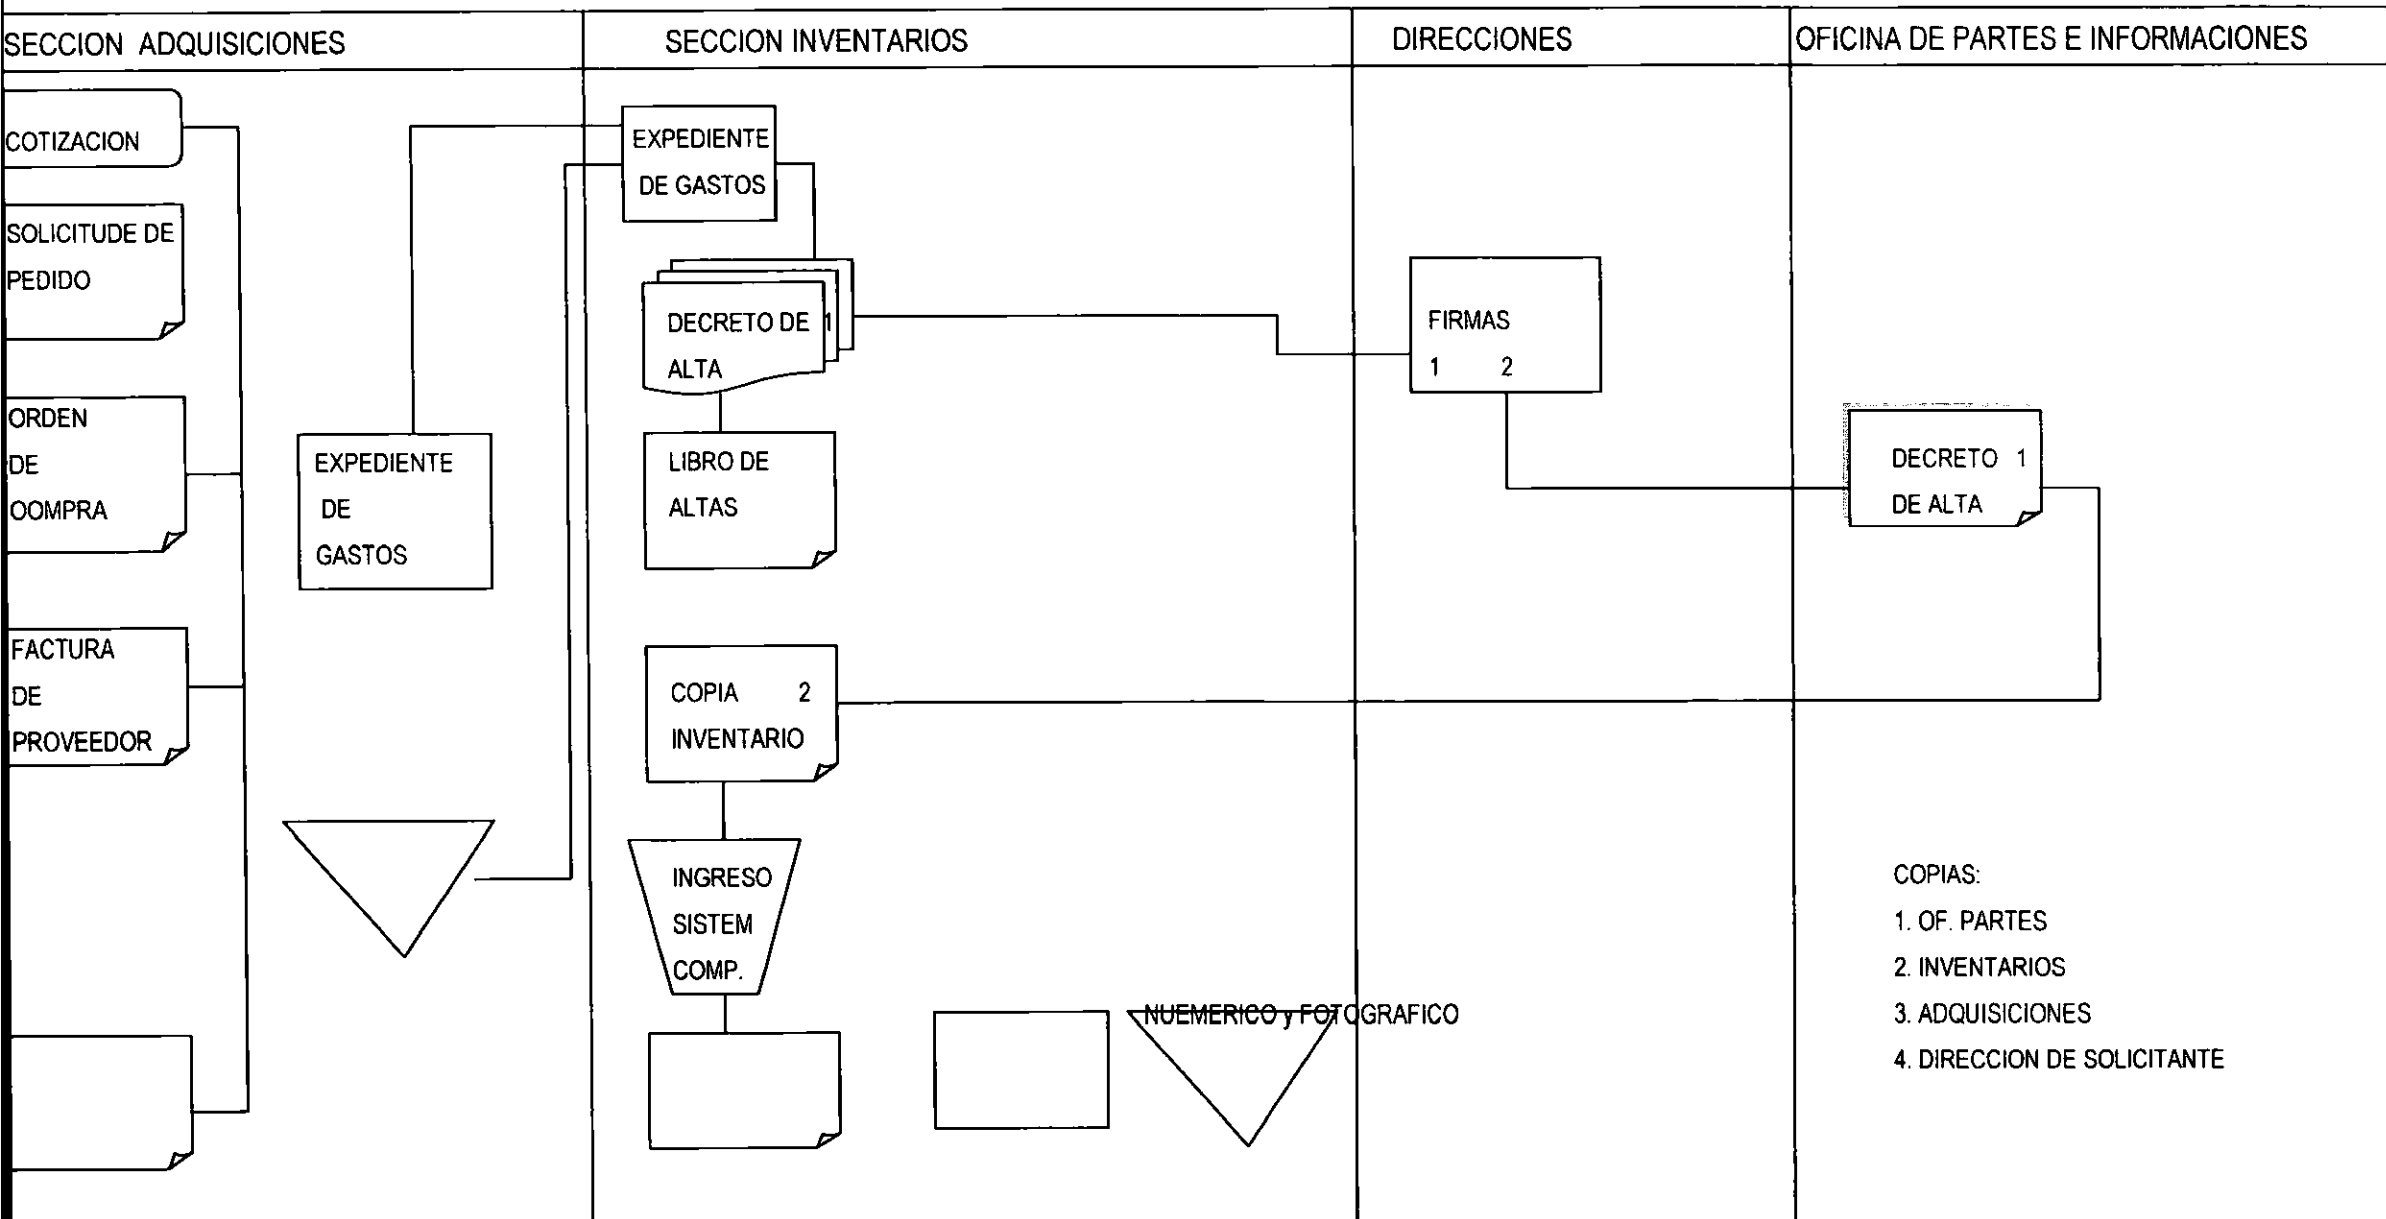 SECCION ADQUISICIONES
SECCION INVENTARIOS
DIRECCIONES
OFICINA DE PARTES E INFORMACIONES
COTIZACION
SOLICITUDE DE
PEDIDO
ORDEN
DE
OOMPRA
FACTURA
DE
PROVEEDOR
EXPEDIENTE
DE
GASTOS
EXPEDIENTE
DE GASTOS
DECRETO DE 1
ALTA
LIBRO DE
ALTAS
COPIA 2
INVENTARIO
INGRESO
SISTEM
COMP.
NUEMERICO y FOTOGRAFICO
FIRMAS
1 2
DECRETO 1
DE ALTA
COPIAS:
1. OF. PARTES
2. INVENTARIOS
3. ADQUISICIONES
4. DIRECCION DE SOLICITANTE